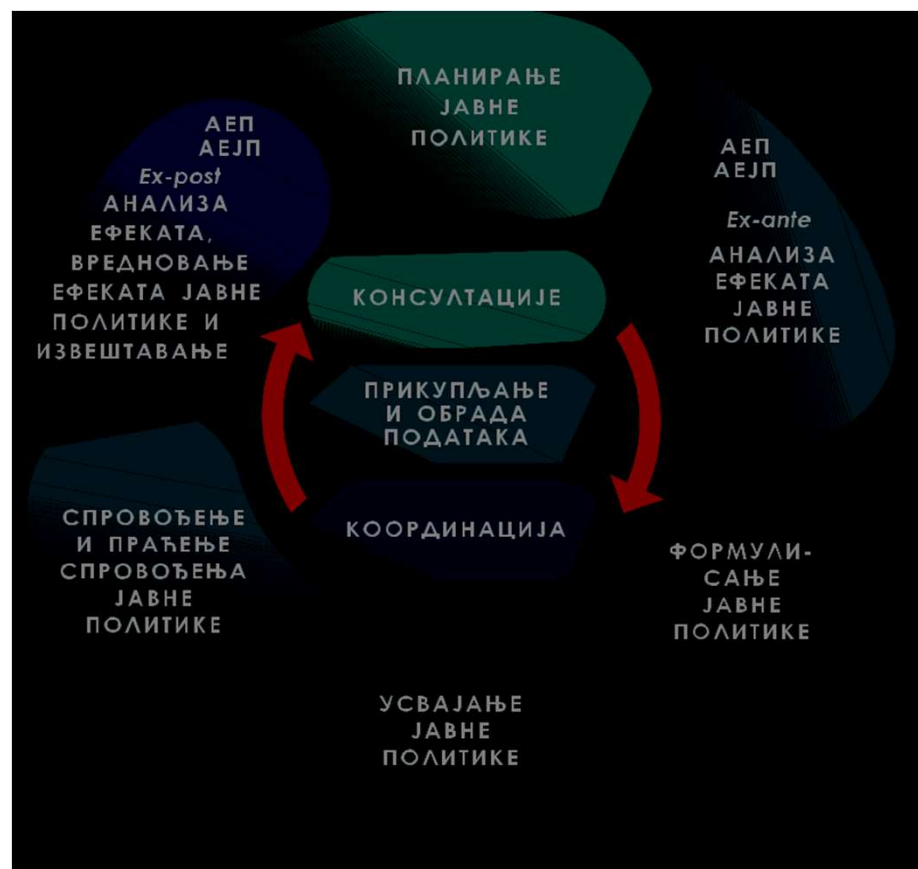 ПЛАНИРАЊЕ
ЈАВНЕ
ПОЛИТИКЕ
АЕП
АЕЈП
Ex-ante
АНАЛИЗА
ЕФЕКАТА
ЈАВНЕ
ПОЛИТИКЕ
ФОРМУЛИ-
САЊЕ
ЈАВНЕ
ПОЛИТИКЕ
УСВАЈАЊЕ
ЈАВНЕ
ПОЛИТИКЕ
СПРОВОЂЕЊЕ
И ПРАЋЕЊЕ
СПРОВОЂЕЊА
ЈАВНЕ
ПОЛИТИКЕ
АЕП
АЕЈП
Ex-post
АНАЛИЗА
ЕФЕКАТА,
ВРЕДНОВАЊЕ
ЕФЕКАТА ЈАВНЕ
ПОЛИТИКЕ И
ИЗВЕШТАВАЊЕ
КОНСУЛТАЦИЈЕ
ПРИКУПЉАЊЕ
И ОБРАДА
ПОДАТАКА
КООРДИНАЦИЈА